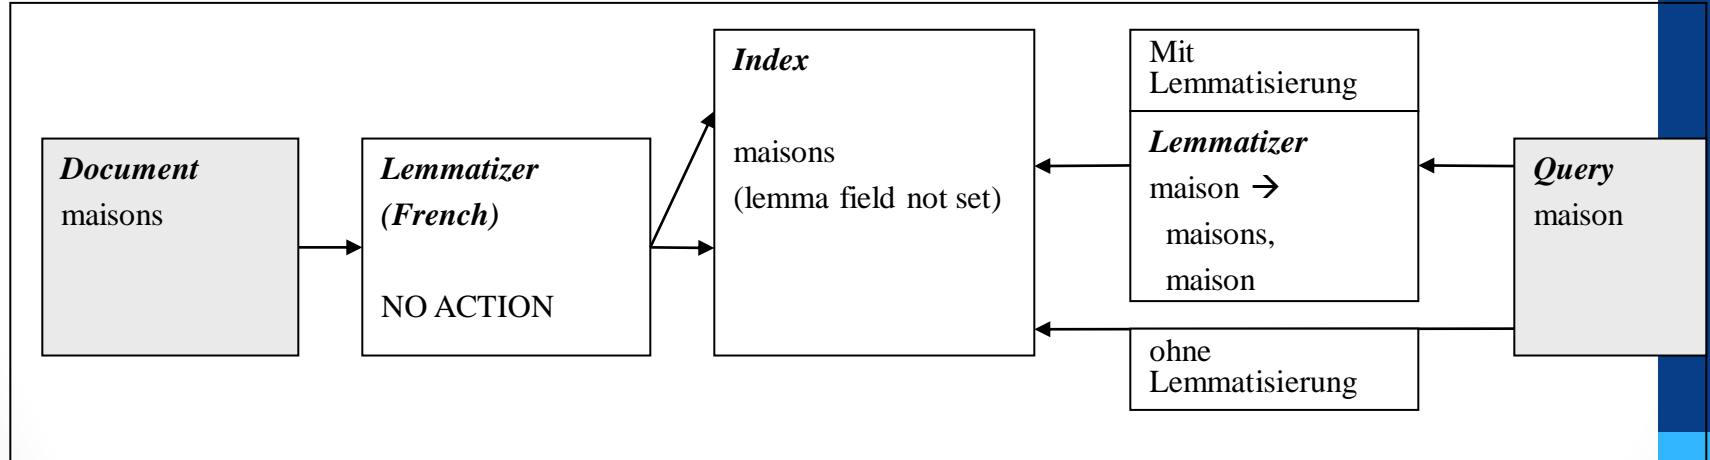 Document
maisons
Lemmatizer
(French)
NO ACTION
Index
maisons
(lemma field not set)
Mit
Lemmatisierung
Lemmatizer
maison →
maisons,
maison
ohne
Lemmatisierung
Query
maison